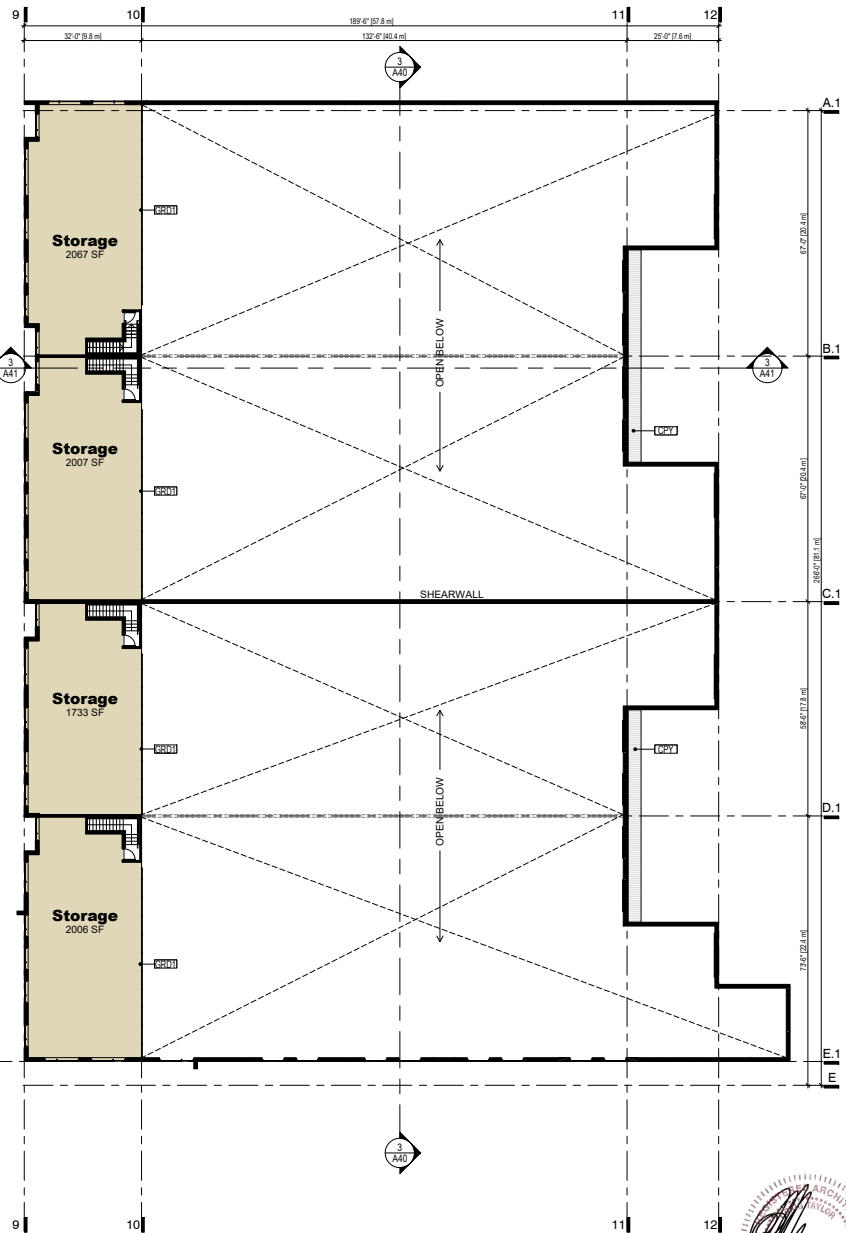 9
10
11
12
189'-6" [57.8 m]
32'-0" [9.8 m]
132'-6" [40.4 m]
25'-0" [7.6 m]
3
A40
A.1
67'-0" [20.4 m]
GRD1
Storage
2067 SF
OPEN BELOW
3
A41
3
A41
B.1
CPY
Storage
2007 SF
67'-0" [20.4 m]
GRD1
266'-0" [81.1 m]
SHEARWALL
C.1
Storage
1733 SF
58'-6" [17.8 m]
GRD1
CPY
OPEN BELOW
D.1
Storage
2006 SF
73'-6" [22.4 m]
GRD1
E.1
E
3
A40
REGISTERED ARCHI
TAYLOR
9
10
11
12